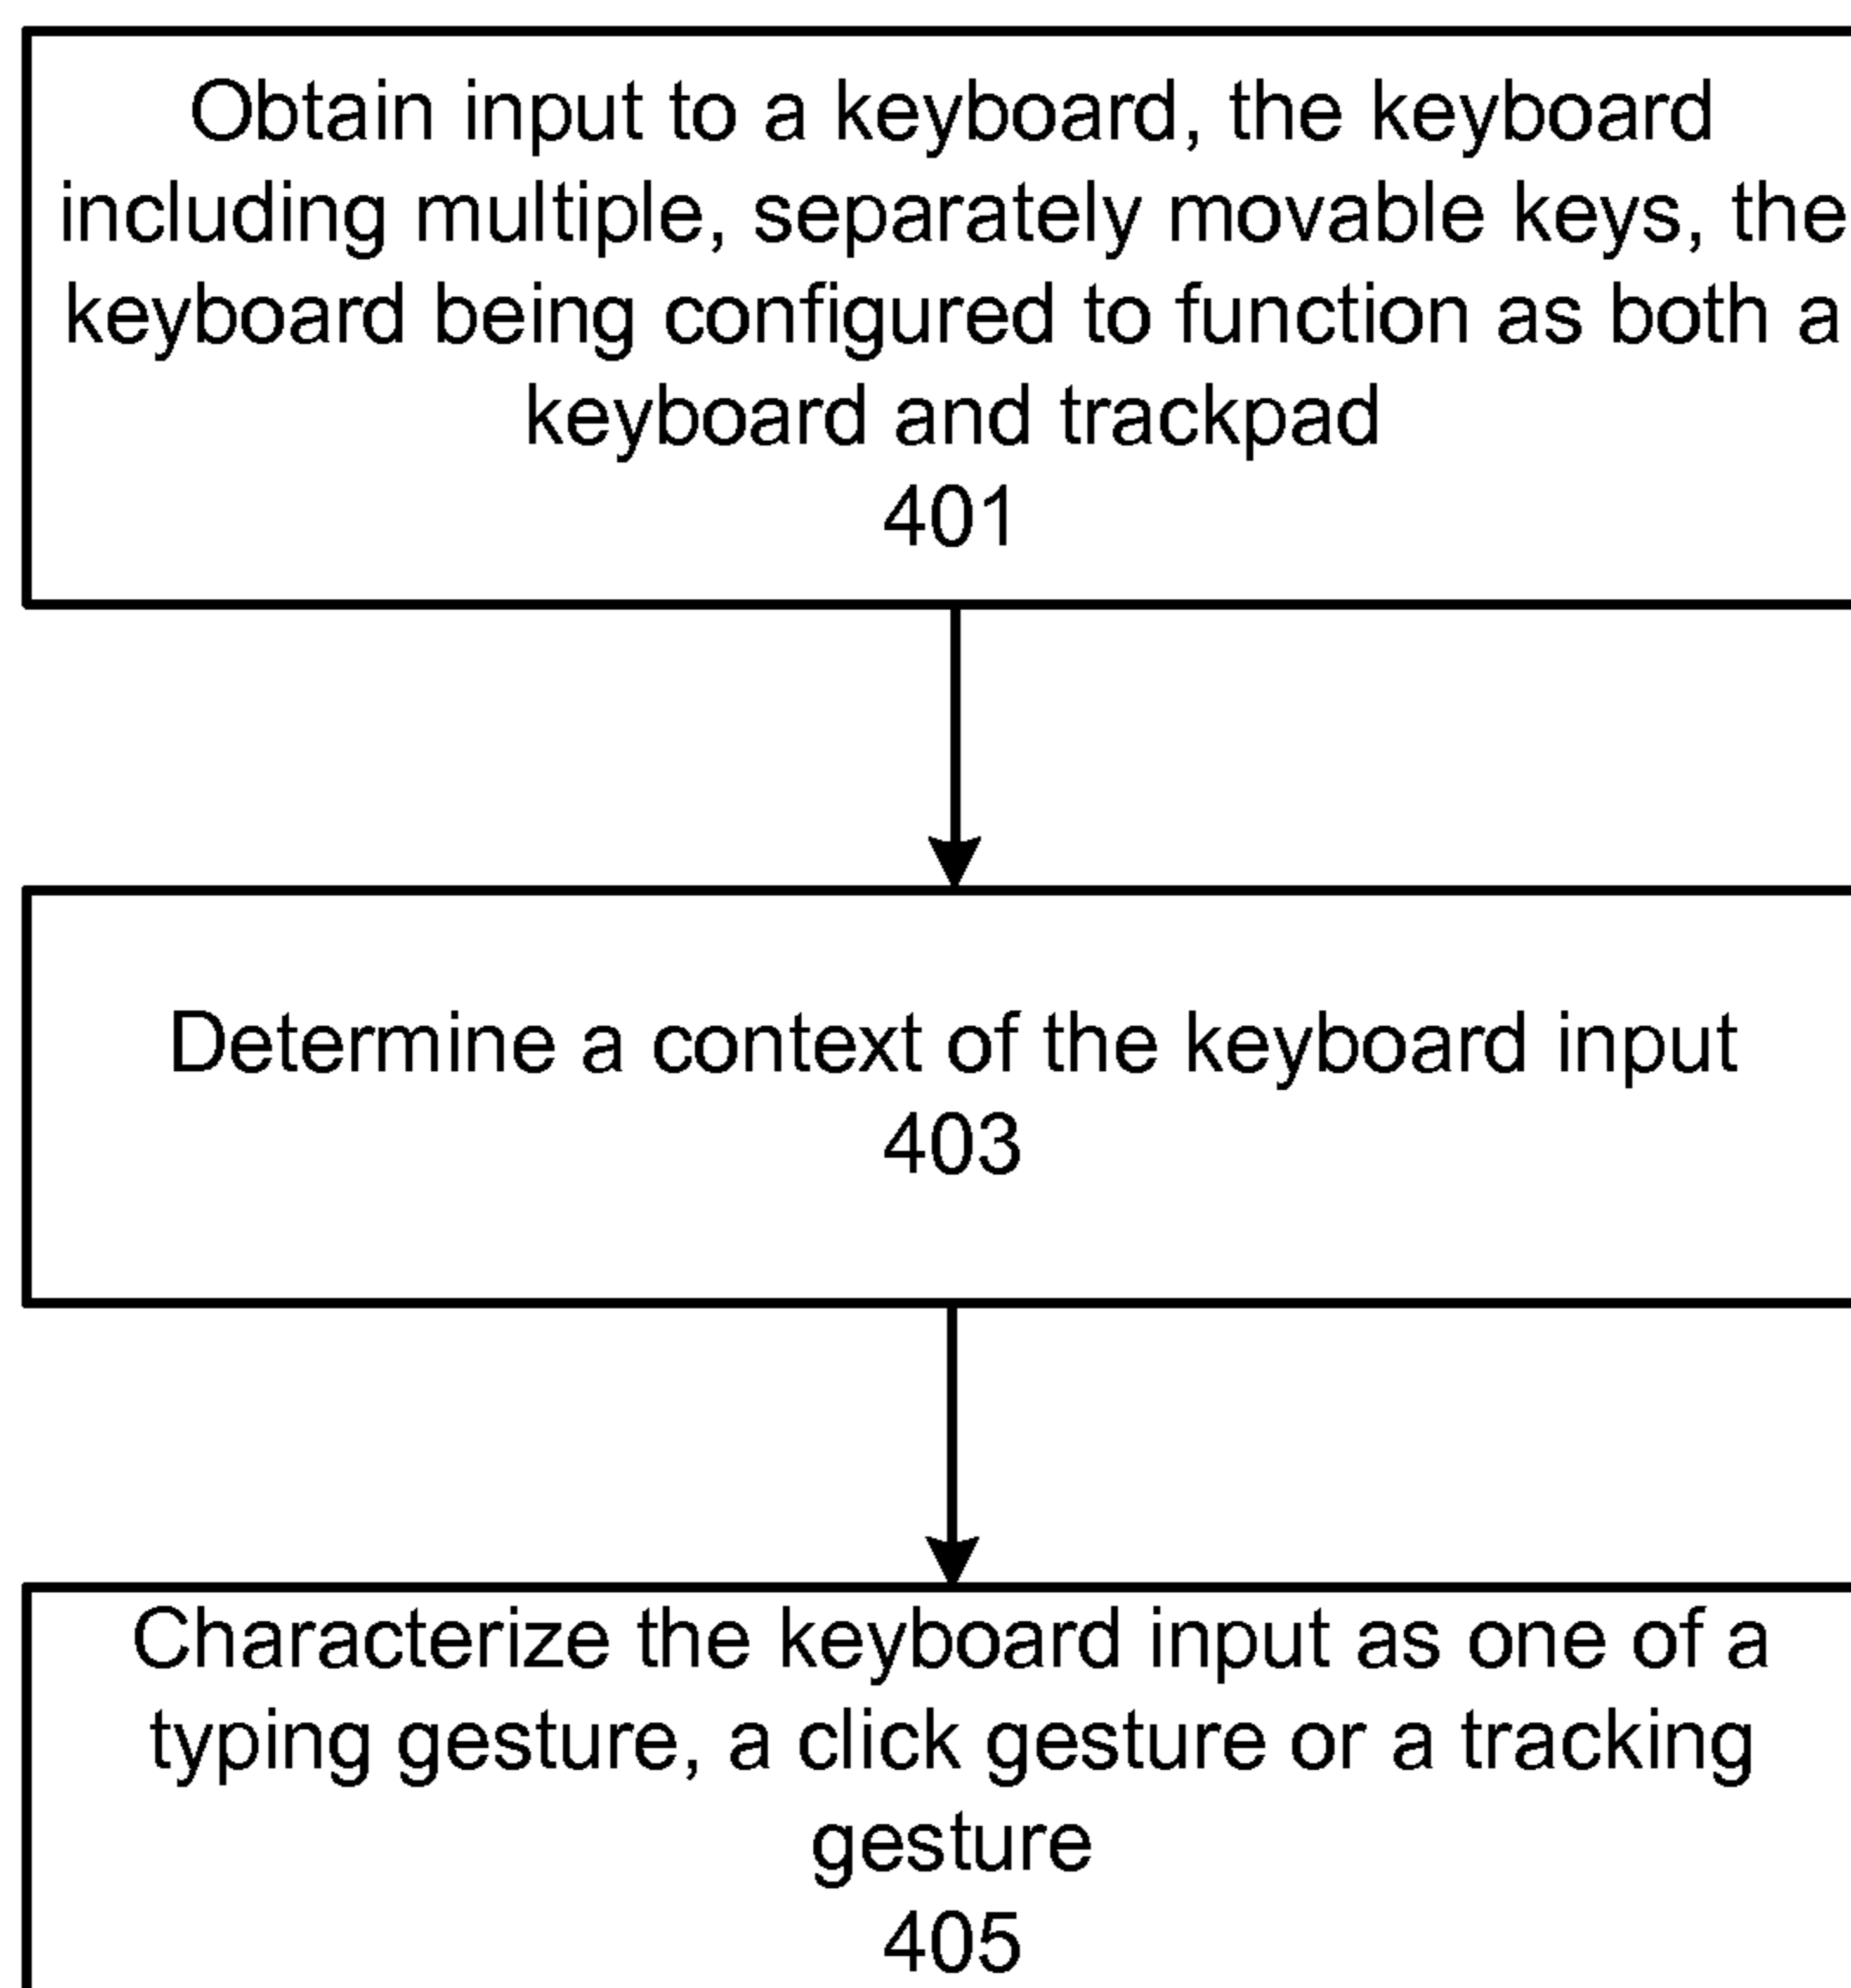 Obtain input to a keyboard, the keyboard
including multiple, separately movable keys, the
keyboard being configured to function as both a
keyboard and trackpad
401
Determine a context of the keyboard input
403
Characterize the keyboard input as one of a
typing gesture, a click gesture or a tracking
gesture
405